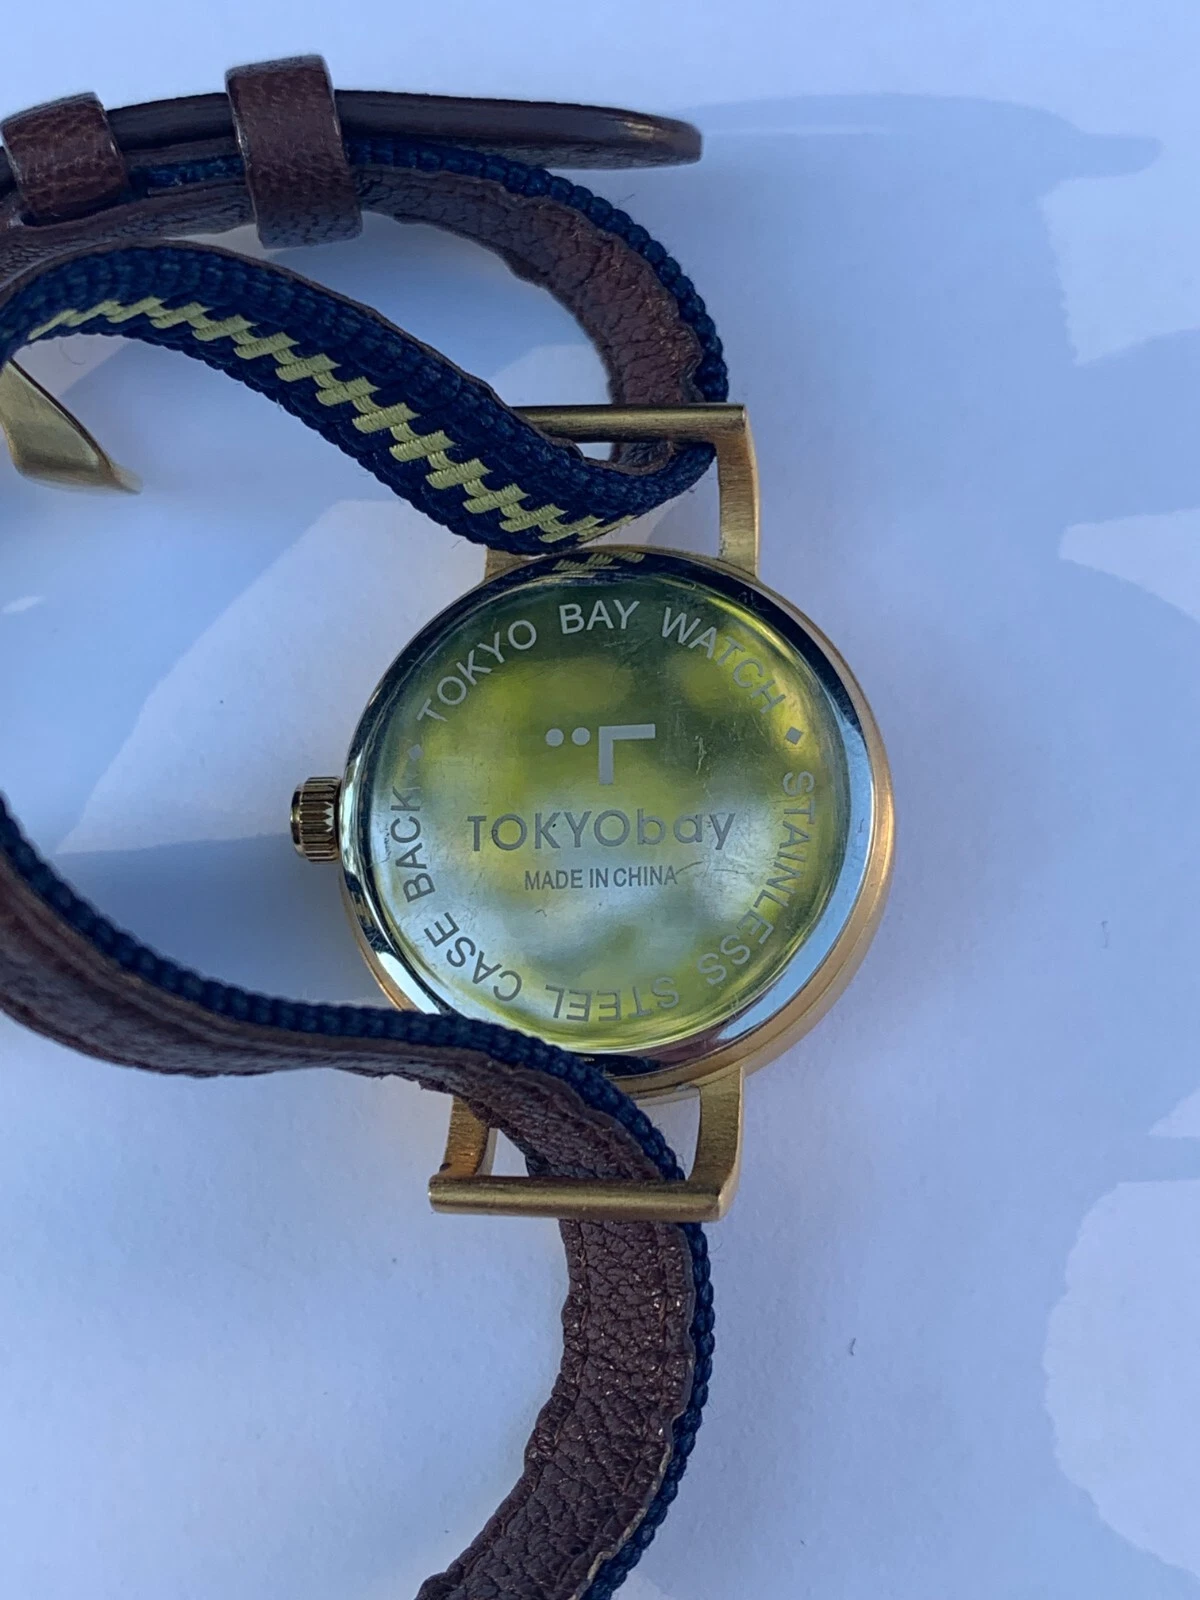 TOKYO BAY WATCH ◆ STAINLESS STEEL CASE BACK ◆
TOKYObay
MADE IN CHINA